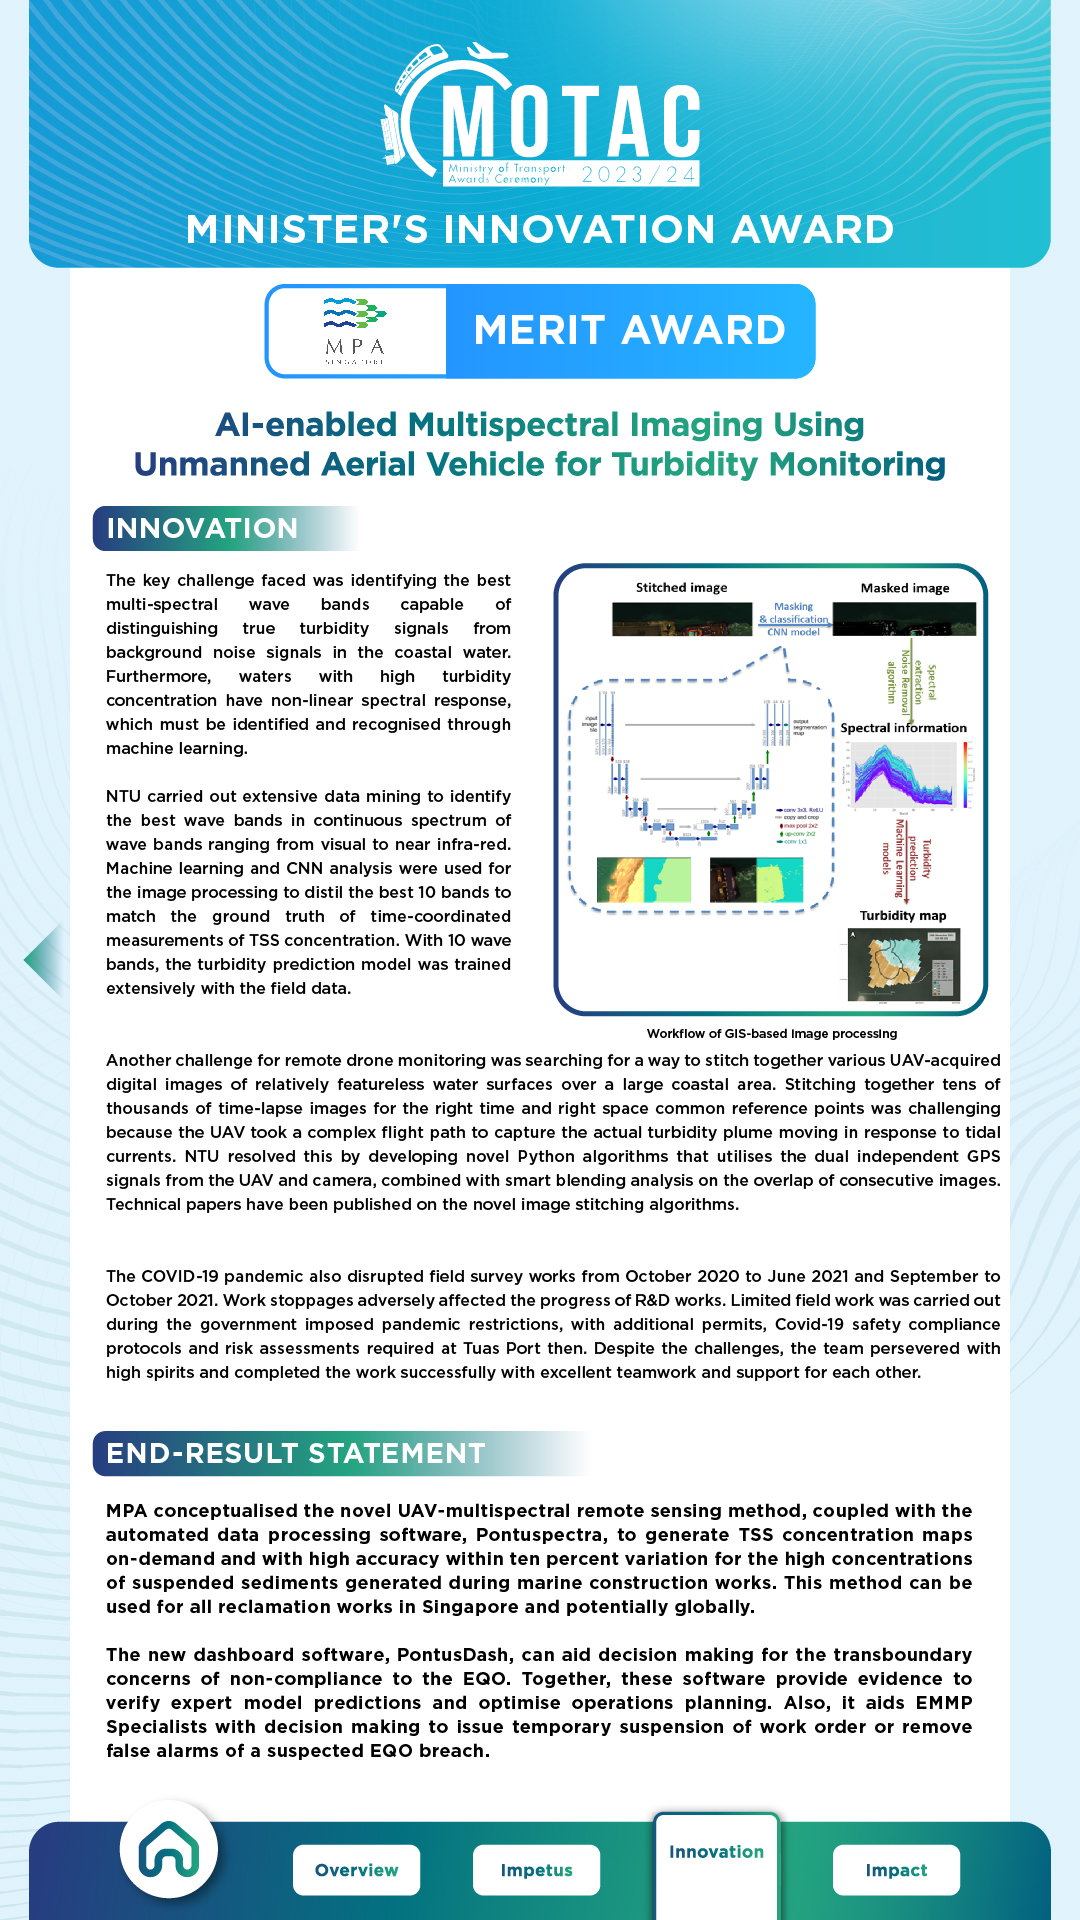 MOTAC
Ministry of Transport
Awards Ceremony
2023/24
MINISTER'S INNOVATION AWARD
MPA
SINGAPORE
MERIT AWARD
AI-enabled Multispectral Imaging Using
Unmanned Aerial Vehicle for Turbidity Monitoring
INNOVATION
The key challenge faced was identifying the best
multi-spectral wave bands capable of
distinguishing true turbidity signals from
background noise signals in the coastal water.
Furthermore, waters with high turbidity
concentration have non-linear spectral response,
which must be identified and recognised through
machine learning.
NTU carried out extensive data mining to identify
the best wave bands in continuous spectrum of
wave bands ranging from visual to near infra-red.
Machine learning and CNN analysis were used for
the image processing to distil the best 10 bands to
match the ground truth of time-coordinated
measurements of TSS concentration. With 10 wave
bands, the turbidity prediction model was trained
extensively with the field data.
Stitched image
Masking
& classification
CNN model
Masked image
Spectral
extraction
Noise Removal
algorithm
input
image
tile
output
segmentation
map
conv 3x3, ReLU
copy and crop
max pool 2x2
up-conv 2x2
conv 1x1
Spectral information
Turbidity
prediction
Machine Learning
models
Turbidity map
Workflow of GIS-based image processing
Another challenge for remote drone monitoring was searching for a way to stitch together various UAV-acquired
digital images of relatively featureless water surfaces over a large coastal area. Stitching together tens of
thousands of time-lapse images for the right time and right space common reference points was challenging
because the UAV took a complex flight path to capture the actual turbidity plume moving in response to tidal
currents. NTU resolved this by developing novel Python algorithms that utilises the dual independent GPS
signals from the UAV and camera, combined with smart blending analysis on the overlap of consecutive images.
Technical papers have been published on the novel image stitching algorithms.
The COVID-19 pandemic also disrupted field survey works from October 2020 to June 2021 and September to
October 2021. Work stoppages adversely affected the progress of R&D works. Limited field work was carried out
during the government imposed pandemic restrictions, with additional permits, Covid-19 safety compliance
protocols and risk assessments required at Tuas Port then. Despite the challenges, the team persevered with
high spirits and completed the work successfully with excellent teamwork and support for each other.
END-RESULT STATEMENT
MPA conceptualised the novel UAV-multispectral remote sensing method, coupled with the
automated data processing software, Pontuspectra, to generate TSS concentration maps
on-demand and with high accuracy within ten percent variation for the high concentrations
of suspended sediments generated during marine construction works. This method can be
used for all reclamation works in Singapore and potentially globally.
The new dashboard software, PontusDash, can aid decision making for the transboundary
concerns of non-compliance to the EQO. Together, these software provide evidence to
verify expert model predictions and optimise operations planning. Also, it aids EMMP
Specialists with decision making to issue temporary suspension of work order or remove
false alarms of a suspected EQO breach.
Overview
Impetus
Innovation
Impact